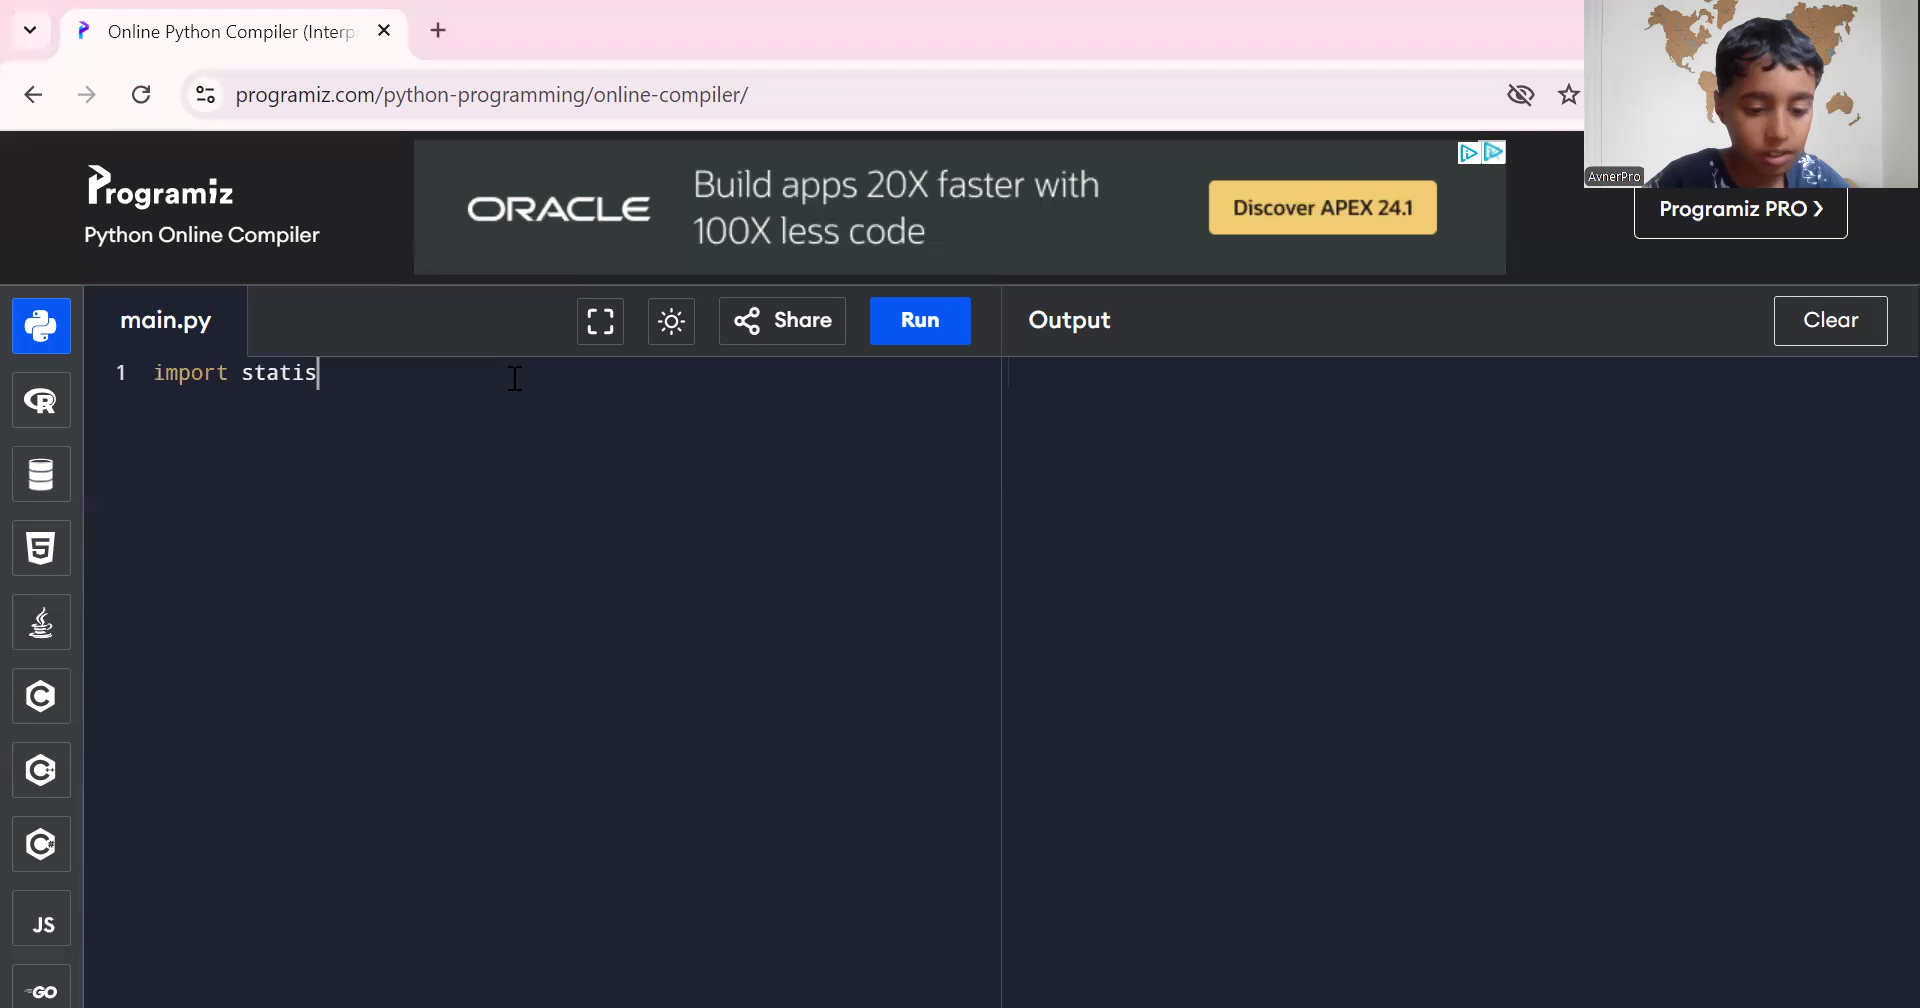 Online Python Compiler (Interp
programiz.com/python-programming/online-compiler/
Programiz
Python Online Compiler
ORACLE
Build apps 20X faster with
100X less code
Discover APEX 24.1
AvnerPro
Programiz PRO ❯
main.py
Share
Run
Output
Clear
1 import statis
R
5
C
C++
C#
JS
GO